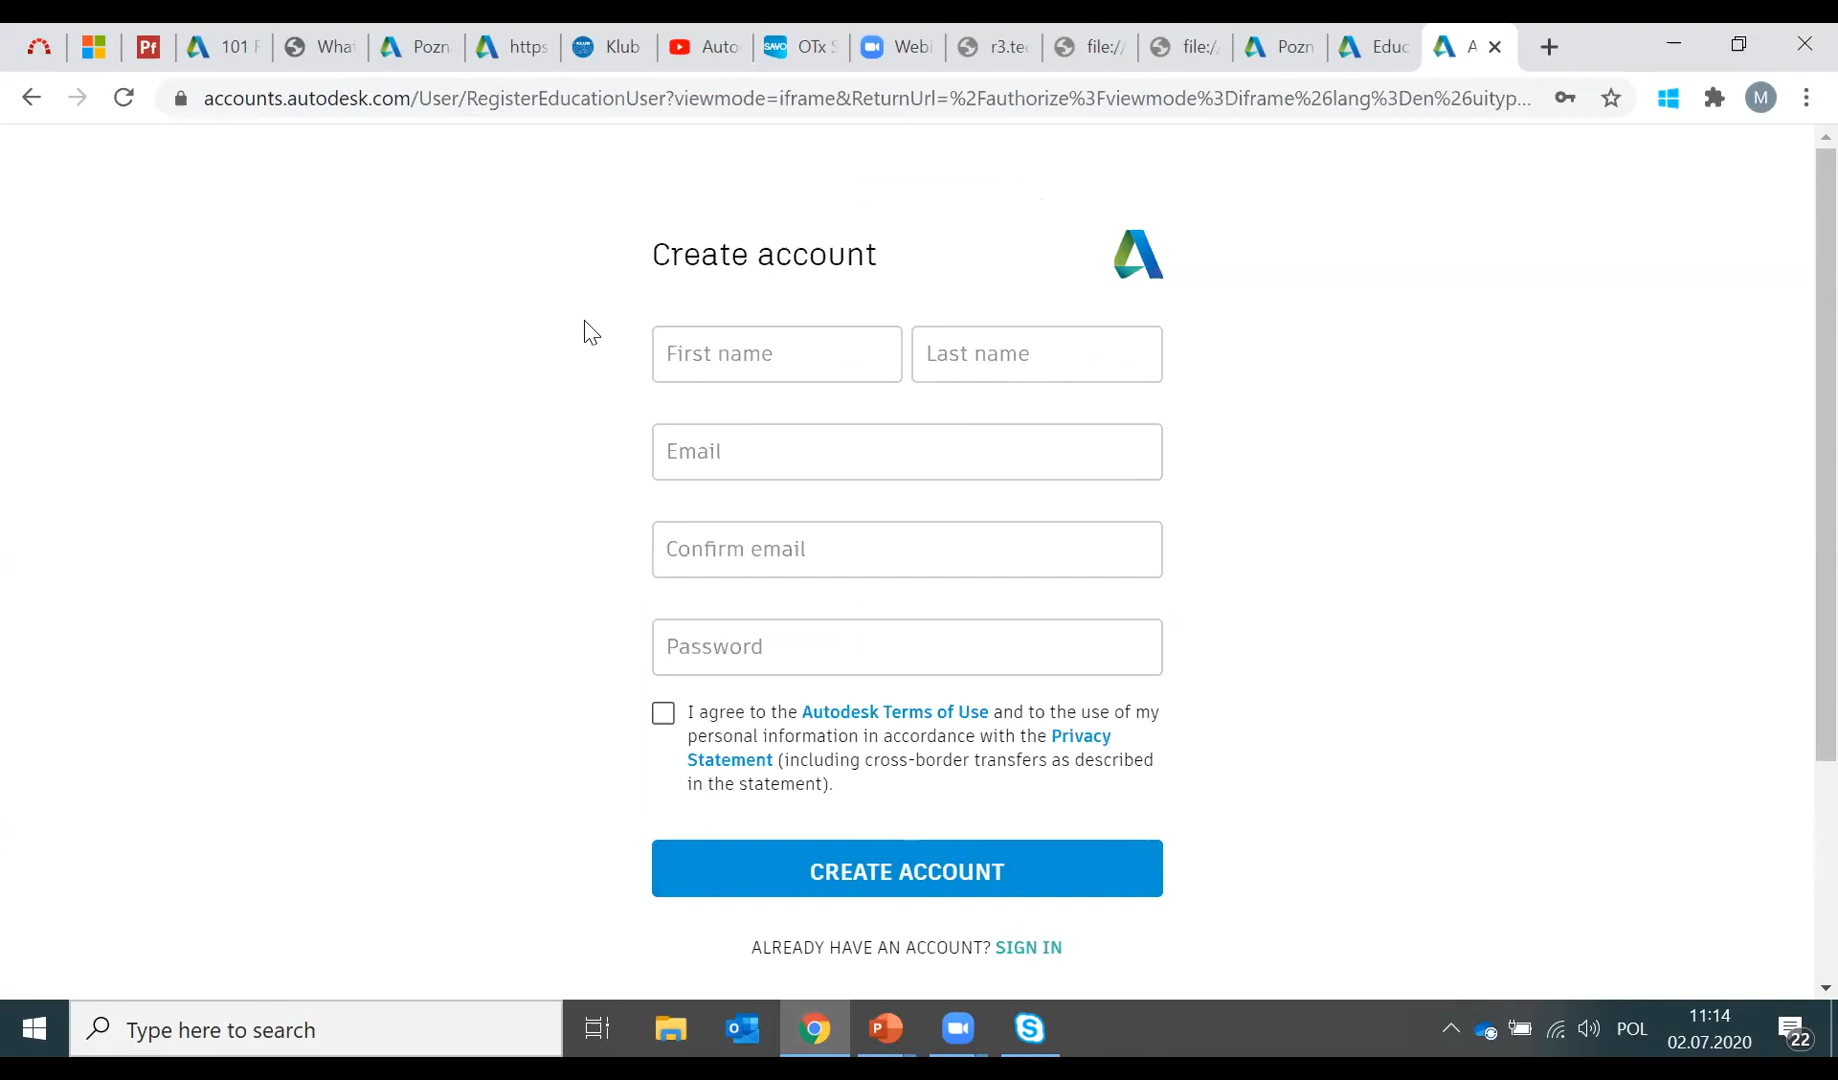 Pf 101 F Wha Pozn https Klub Auto SAVO OTx S Webi r3.te file:/ file:/ Pozn Educ A
accounts.autodesk.com/User/RegisterEducationUser?viewmode=iframe&ReturnUrl=%2Fauthorize%3Fviewmode%3Diframe%26lang%3Den%26uityp... M
Create account
First name Last name
Email
Confirm email
Password
I agree to the Autodesk Terms of Use and to the use of my
personal information in accordance with the Privacy
Statement (including cross-border transfers as described
in the statement).
CREATE ACCOUNT
ALREADY HAVE AN ACCOUNT? SIGN IN
Type here to search
POL
11:14
02.07.2020
22